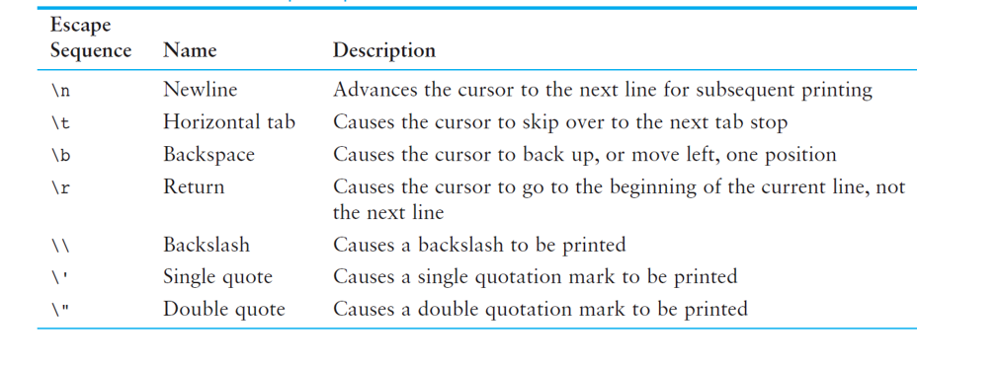 Escape
Sequence Name Description
\n Newline Advances the cursor to the next line for subsequent printing
\t Horizontal tab Causes the cursor to skip over to the next tab stop
\b Backspace Causes the cursor to back up, or move left, one position
\r Return Causes the cursor to go to the beginning of the current line, not
the next line
\\ Backslash Causes a backslash to be printed
\' Single quote Causes a single quotation mark to be printed
\" Double quote Causes a double quotation mark to be printed